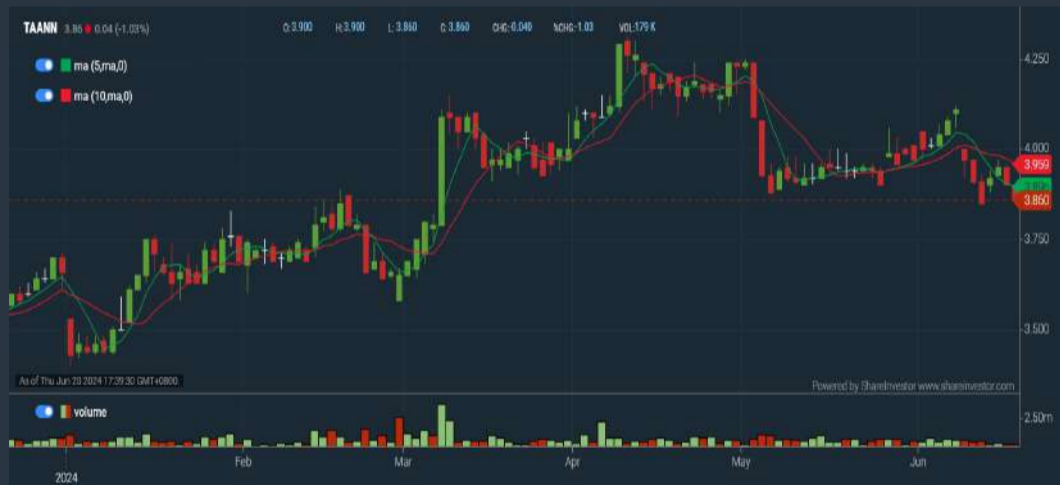 TAANN 3.86 0.04 (-1.03%) O:3.900 H:3.900 L:3.860 C:3.860 CHG:-0.040 %CHG:-1.03 VOL:179 K
ma (5,ma,0)
ma (10,ma,0)
4.250
4.000
3.959
3.860
3.750
3.500
As of Thu Jun 20 2024 17:39:30 GMT+0800
Powered by ShareInvestor www.shareinvestor.com
volume
2.50m
Feb Mar Apr May Jun
2024